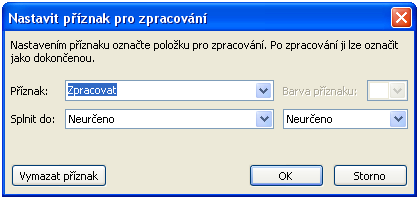 Nastavit příznak pro zpracování
Nastavením příznaku označte položku pro zpracování. Po zpracování ji lze označit
jako dokončenou.
Příznak: Zpracovat Barva příznaku:
Splnit do: Neurčeno Neurčeno
Vymazat příznak OK Storno